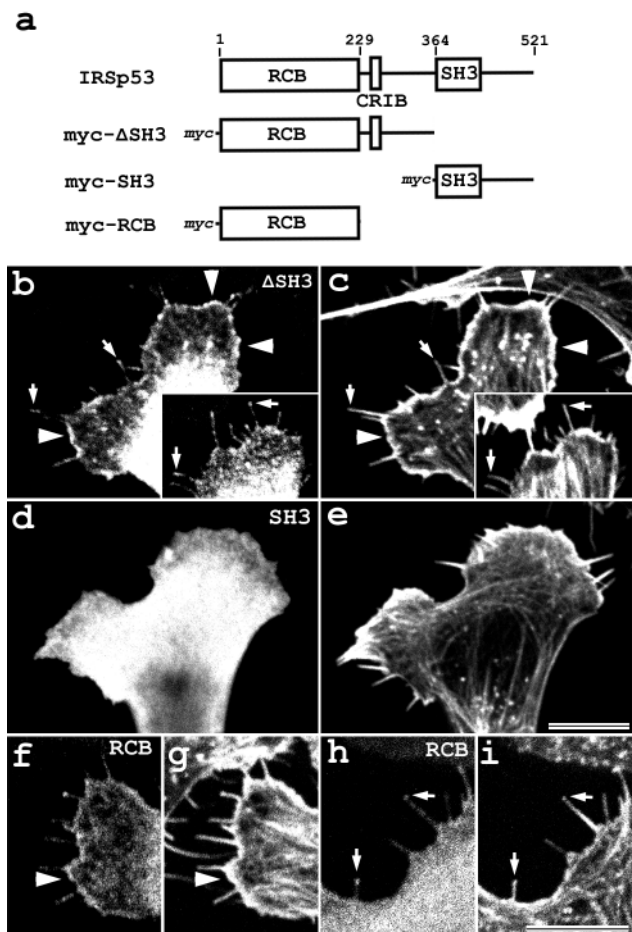 a
1 229 364 521
IRSp53 RCB SH3
CRIB
myc-ΔSH3 myc RCB
myc-SH3 myc SH3
myc-RCB myc RCB
b ΔSH3 c
d SH3 e
f RCB g h RCB i